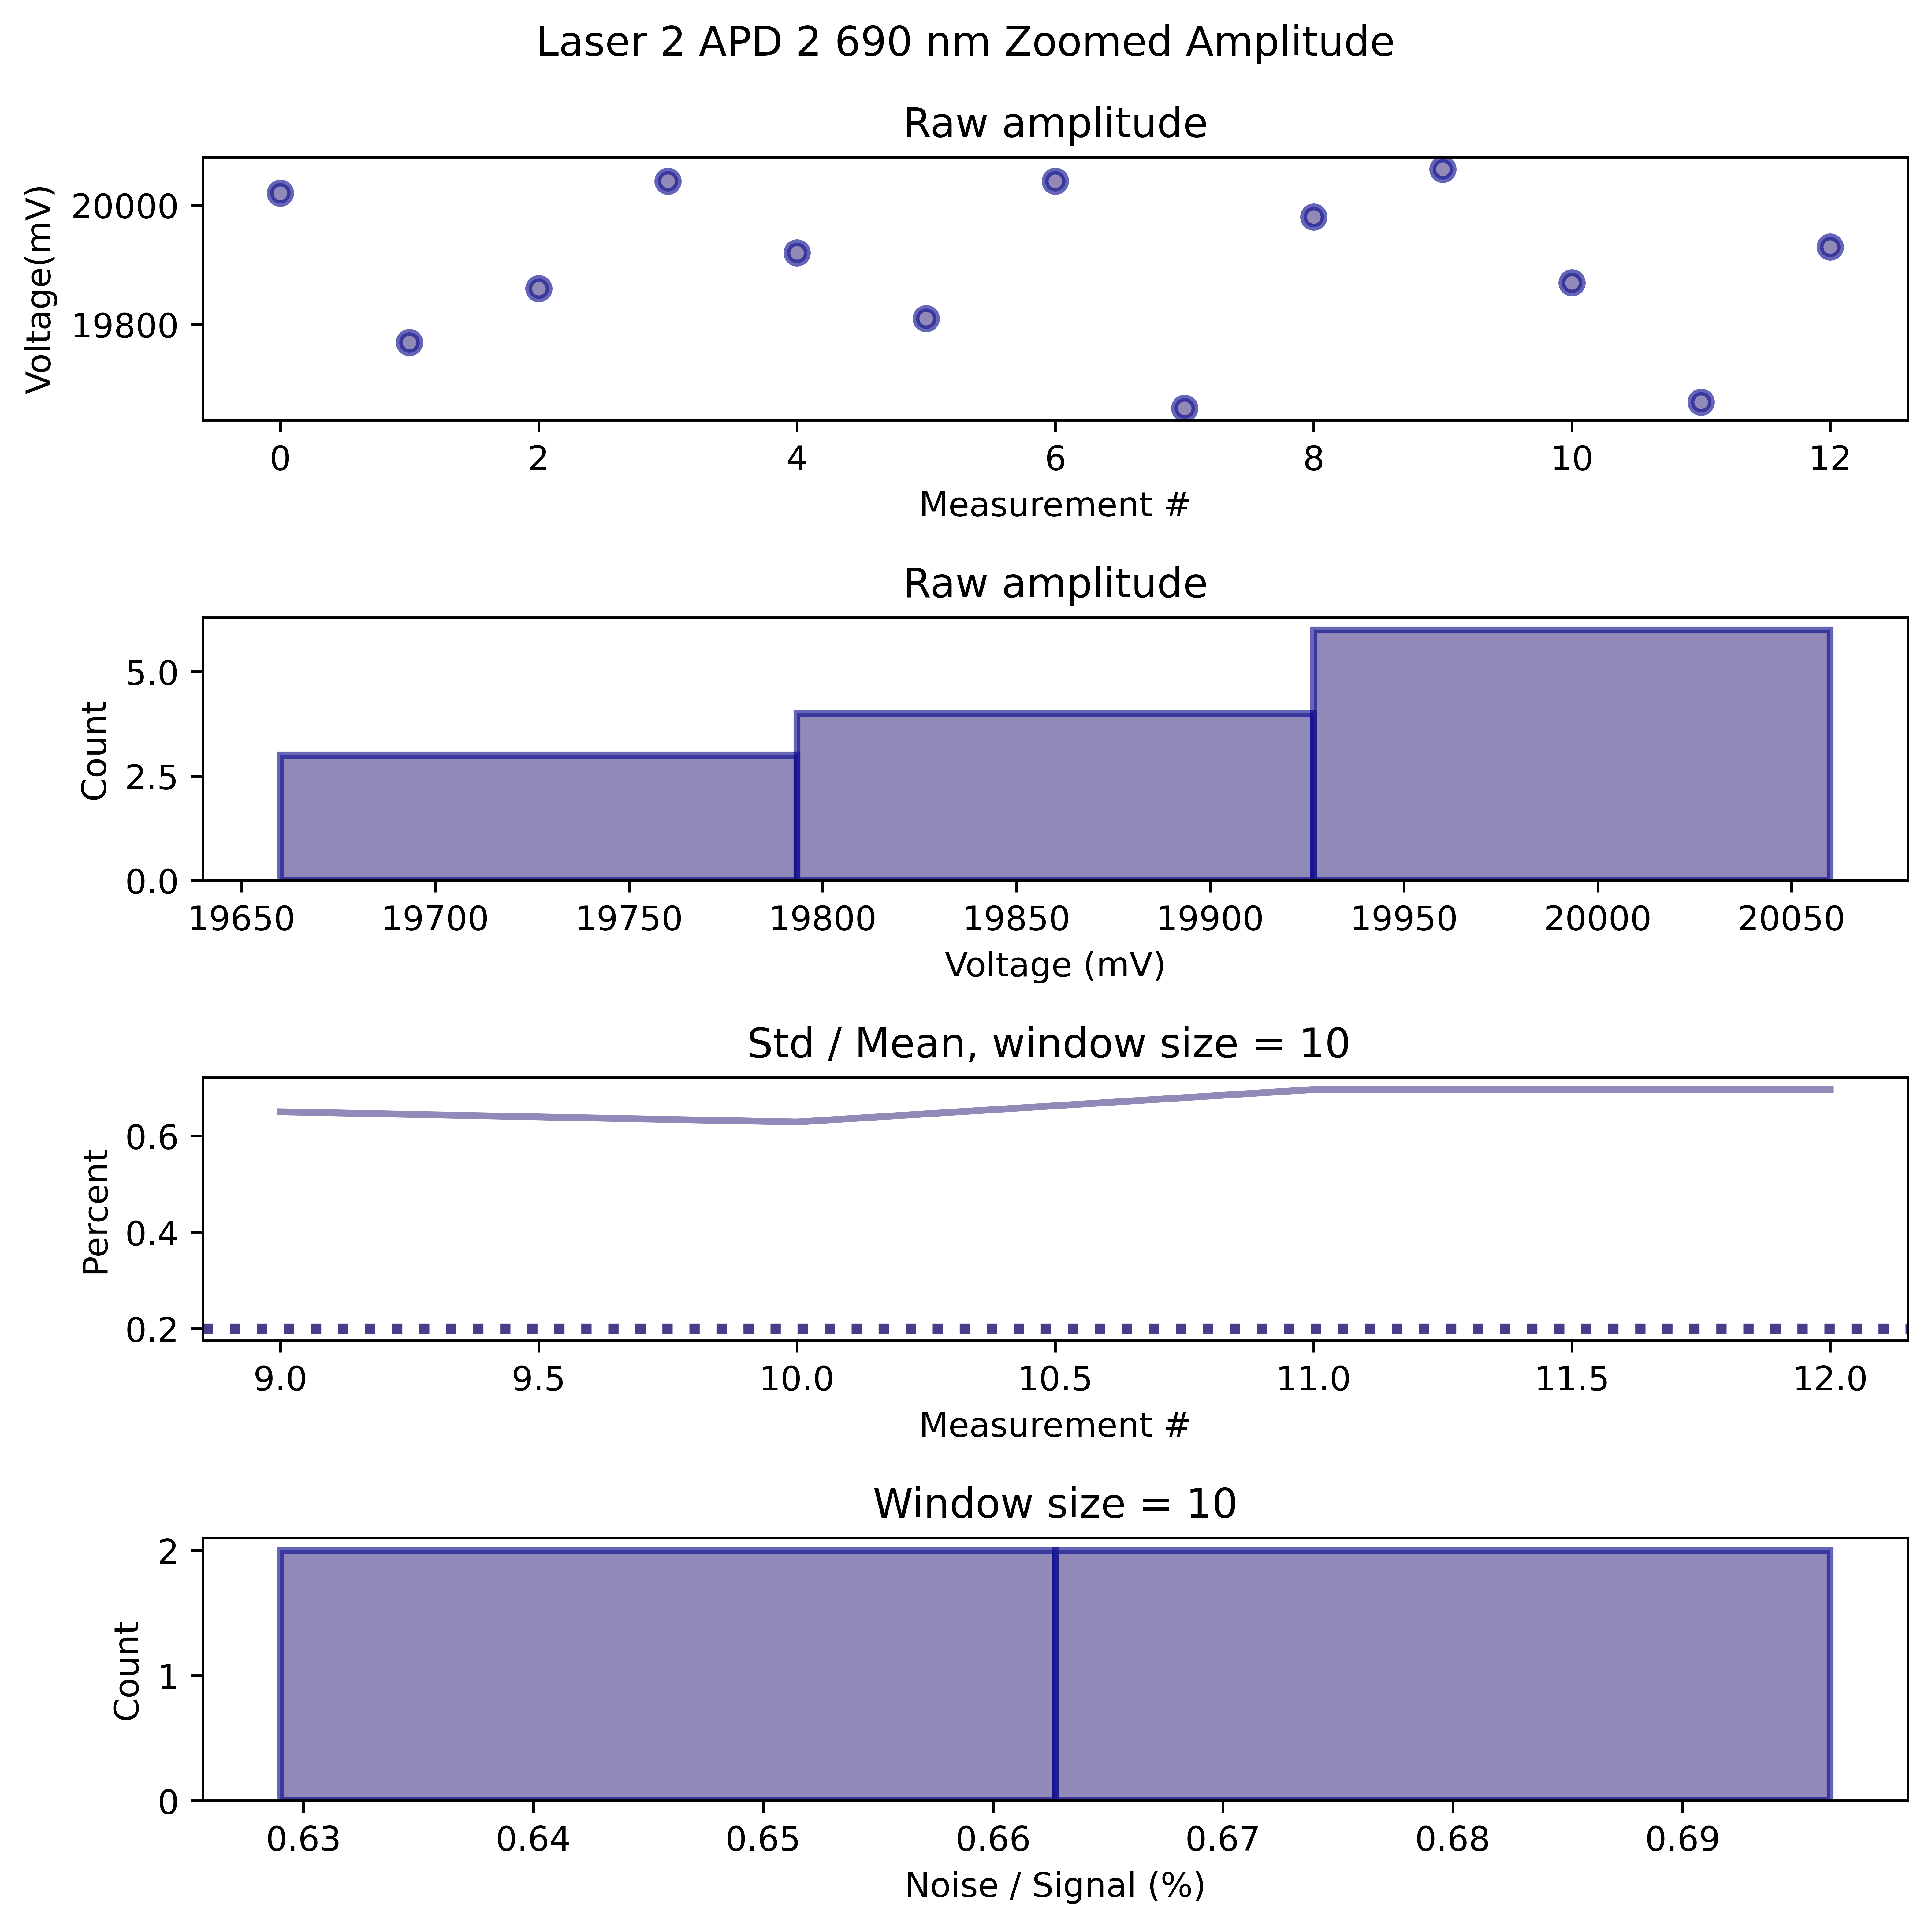 Laser 2 APD 2 690 nm Zoomed Amplitude
Raw amplitude
Voltage(mV)
20000
19800
0 2 4 6 8 10 12
Measurement #
Raw amplitude
Count
5.0
2.5
0.0
19650 19700 19750 19800 19850 19900 19950 20000 20050
Voltage (mV)
Std / Mean, window size = 10
Percent
0.6
0.4
0.2
9.0 9.5 10.0 10.5 11.0 11.5 12.0
Measurement #
Window size = 10
Count
2
1
0
0.63 0.64 0.65 0.66 0.67 0.68 0.69
Noise / Signal (%)